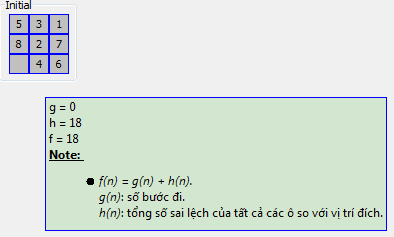 Initial
5 3 1
8 2 7
4 6
g = 0
h = 18
f = 18
Note:
● f(n) = g(n) + h(n).
g(n): số bước đi.
h(n): tổng số sai lệch của tất cả các ô so với vị trí đích.